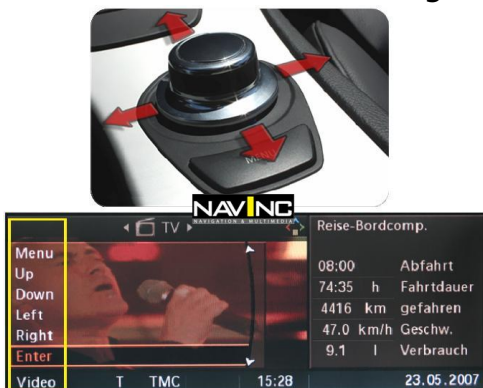 MENU
NAVINC
NAVIGATION & MULTIMEDIA
TV
Reise-Bordcomp.
Menu
Up
Down
Left
Right
Enter
08:00 Abfahrt
74:35 h Fahrtdauer
4416 km gefahren
47.0 km/h Geschw.
9.1 l Verbrauch
Video T TMC 15:28 23.05.2007